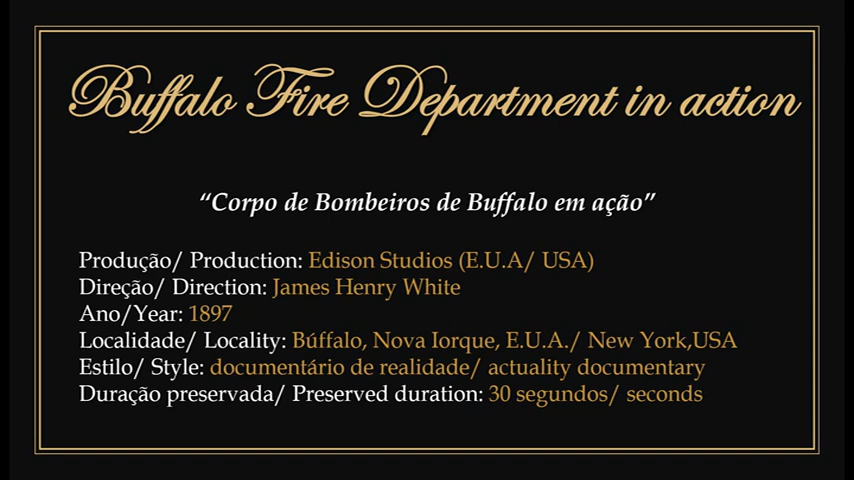 Buffalo Fire Department in action
“Corpo de Bombeiros de Buffalo em ação”
Produção/ Production: Edison Studios (E.U.A/ USA)
Direção/ Direction: James Henry White
Ano/Year: 1897
Localidade/ Locality: Búffalo, Nova Iorque, E.U.A./ New York,USA
Estilo/ Style: documentário de realidade/ actuality documentary
Duração preservada/ Preserved duration: 30 segundos/ seconds